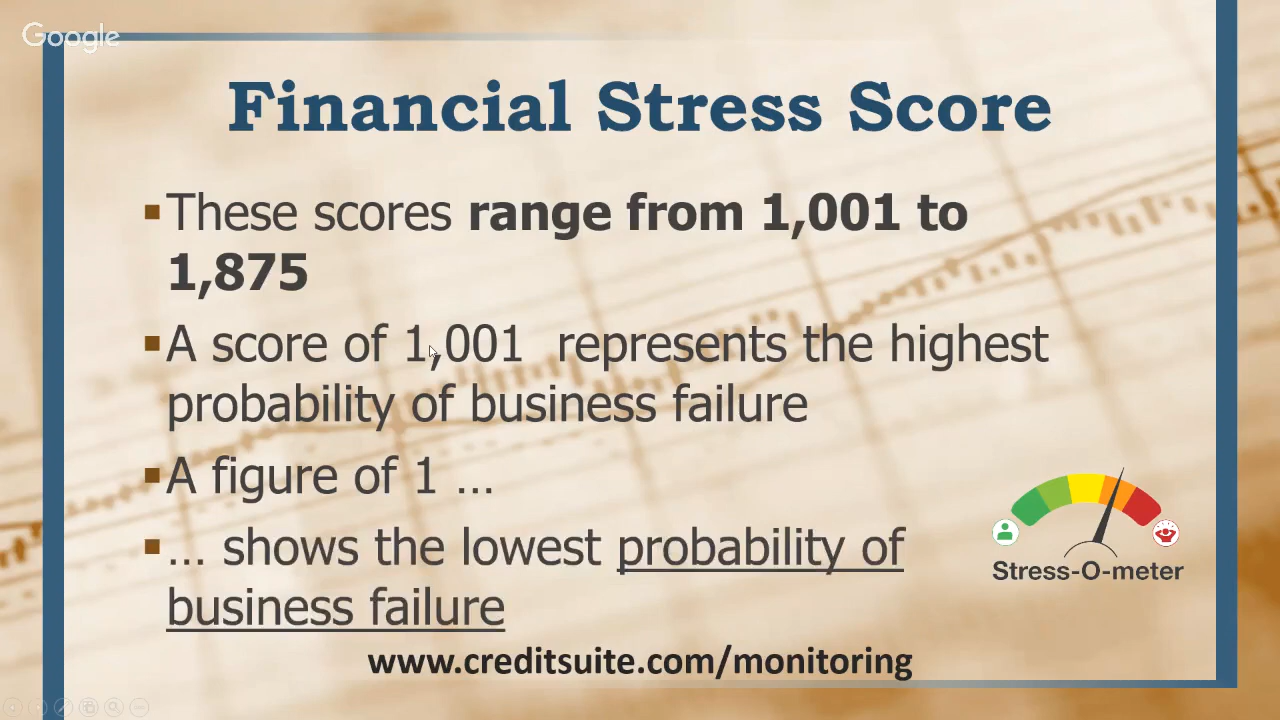 Google
Financial Stress Score
These scores range from 1,001 to
1,875
A score of 1,001 represents the highest
probability of business failure
A figure of 1 ...
... shows the lowest probability of
business failure
Stress-O-meter
www.creditsuite.com/monitoring